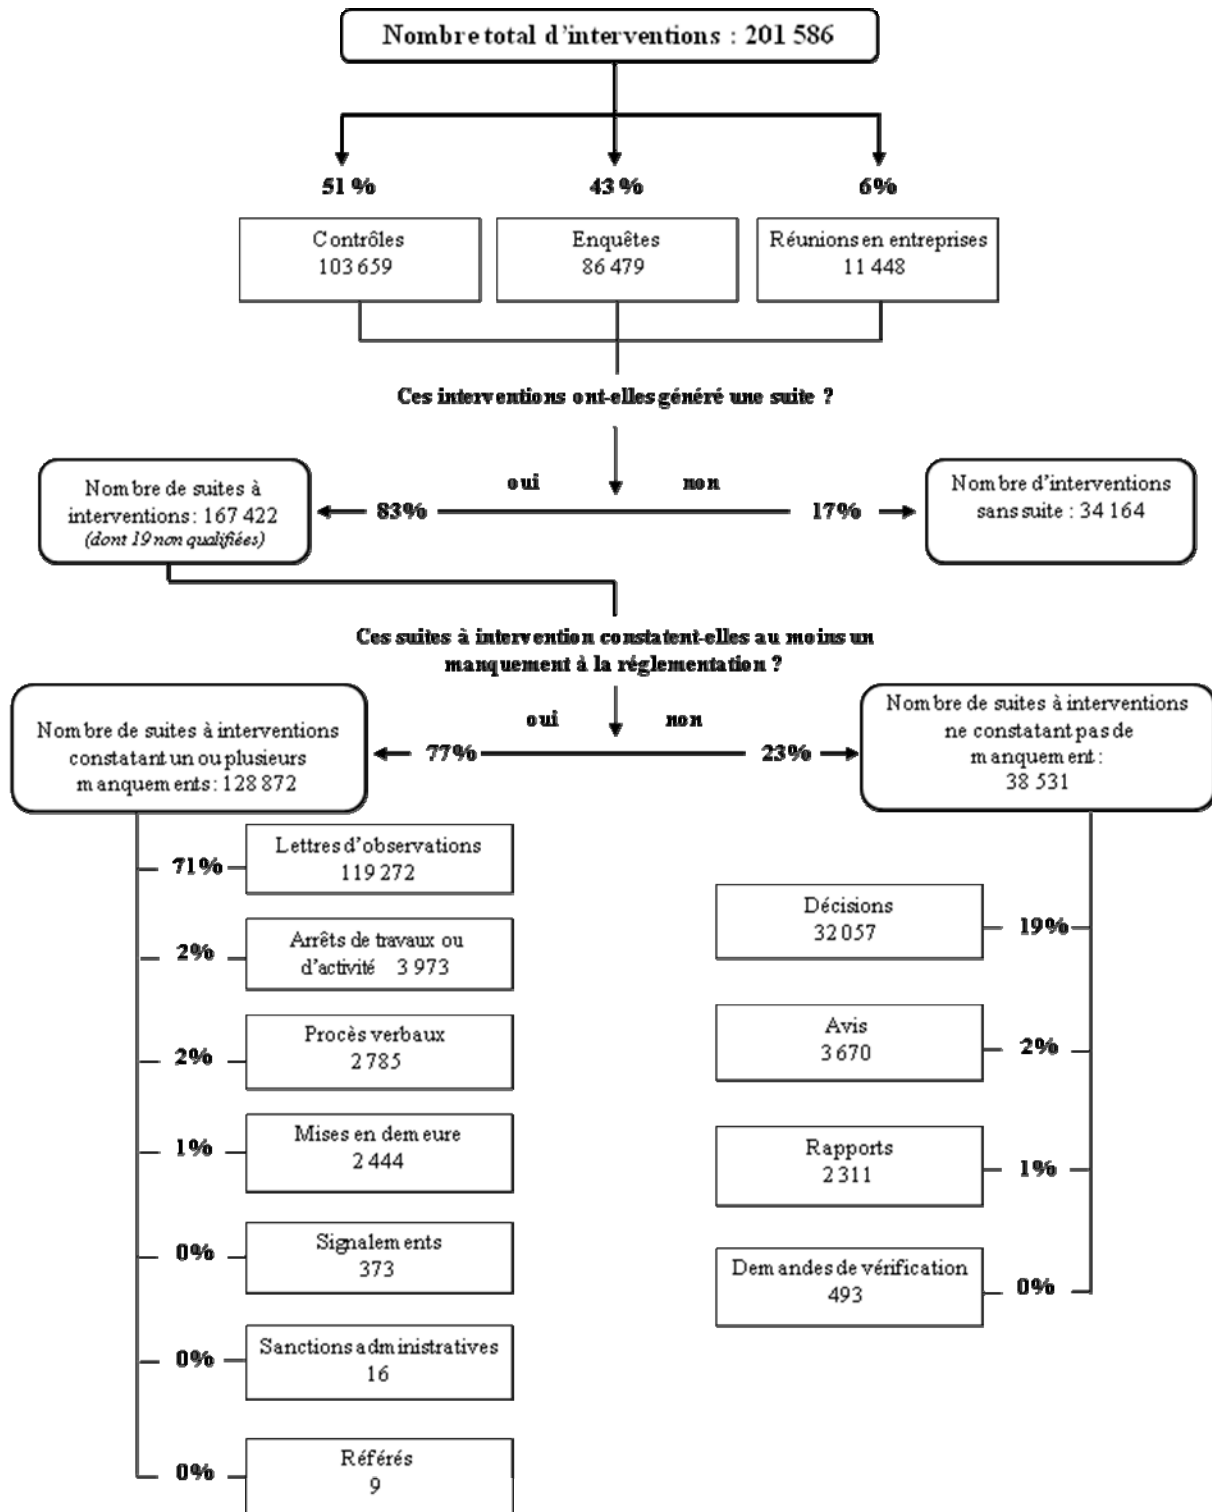 Nombre total d'interventions : 201 586
51 %
43 %
6%
Contrôles
103 659
Enquêtes
86 479
Réunions en entreprises
11 448
Ces interventions ont-elles généré une suite ?
oui
non
Nombre de suites à
interventions : 167 422
(dont 19 non qualifiées)
83%
17%
Nombre d'interventions
sans suite : 34 164
Ces suites à intervention constatent-elles au moins un
manquement à la réglementation ?
oui
non
Nombre de suites à interventions
constatant un ou plusieurs
manquements : 128 872
77%
23%
Nombre de suites à interventions
ne constatant pas de
manquement :
38 531
71%
Lettres d'observations
119 272
2%
Arrêts de travaux ou
d'activité 3 973
2%
Procès verbaux
2 785
1%
Mises en demeure
2 444
0%
Signalements
373
0%
Sanctions administratives
16
0%
Référés
9
Décisions
32 057
19%
Avis
3 670
2%
Rapports
2 311
1%
Demandes de vérification
493
0%